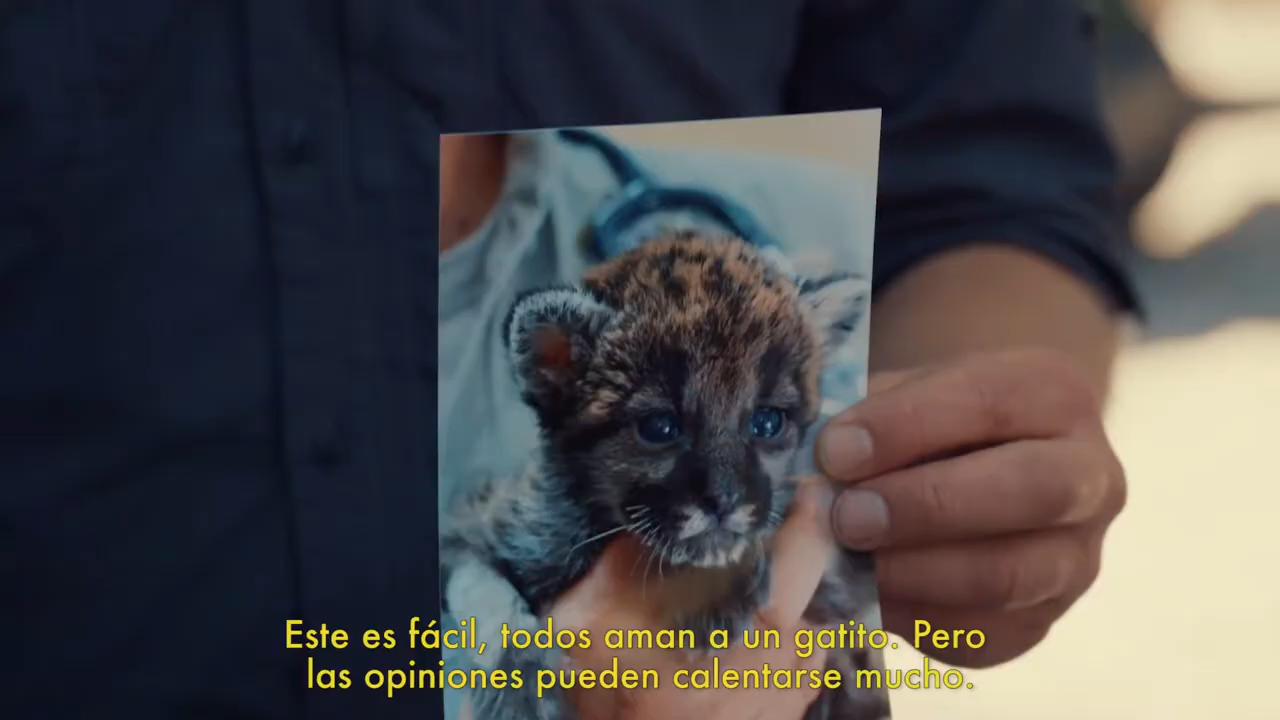 Este es fácil, todos aman a un gatito. Pero
las opiniones pueden calentarse mucho.